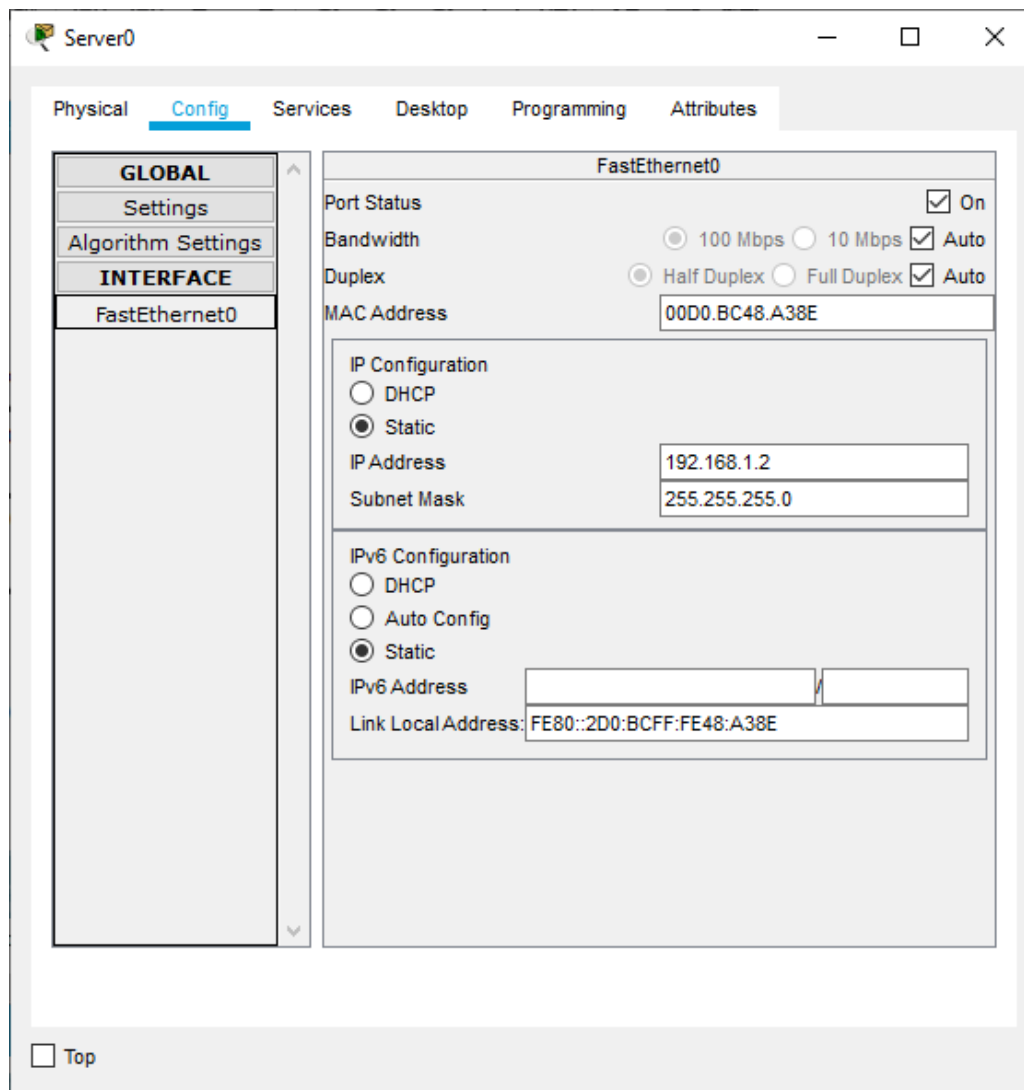 Server0
Physical Config Services Desktop Programming Attributes
GLOBAL
Settings
Algorithm Settings
INTERFACE
FastEthernet0
FastEthernet0
Port Status On
Bandwidth 100 Mbps 10 Mbps Auto
Duplex Half Duplex Full Duplex Auto
MAC Address 00D0.BC48.A38E
IP Configuration
DHCP
Static
IP Address 192.168.1.2
Subnet Mask 255.255.255.0
IPv6 Configuration
DHCP
Auto Config
Static
IPv6 Address /
Link Local Address: FE80::2D0:BCFF:FE48:A38E
Top